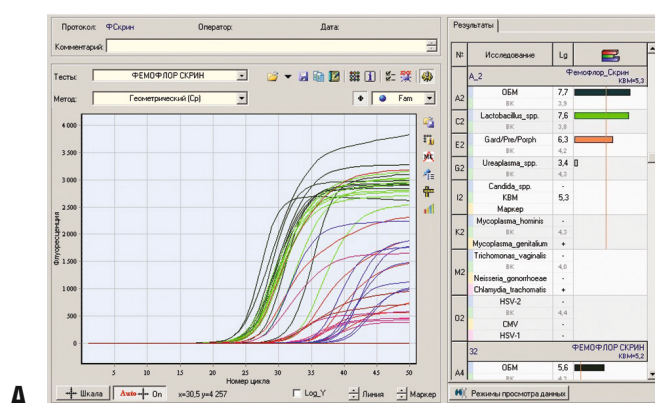 Протокол: ФСкрин Оператор: Дата:
Комментарий:
Тесты: ФЕМОФЛОР СКРИН
Метод: Геометрический (Cp) Fam
4 000
3.500
3.000
2.500
2.000
1.500
1.000
500
0
Флуоресценция
5 10 15 20 25 30 35 40 45 50
Номер цикла
Шкала Auto On x=30,5 y=4 257 Log_Y Линия Маркер
Результаты
№ Исследование Lg
A_2 Фемофлор_Скрин
КВМ=5,3
A2 ОБМ 7,7
ВК 3,9
C2 Lactobacillus_spp. 7,6
ВК 3,8
E2 Gard/Pre/Porph 6,3
ВК 4,2
G2 Ureaplasma_spp. 3,4
ВК 4,3
Candida_spp. -
I2 КВМ 5,3
Маркер
Mycoplasma_hominis -
K2 ВК 4,3
Mycoplasma_genitalium +
Trichomonas_vaginalis -
M2 ВК 4,0
Neisseria_gonorrhoeae -
Chlamydia_trachomatis +
HSV-2 -
O2 ВК 4,4
CMV -
HSV-1 -
32 ФЕМОФЛОР СКРИН
КВМ=5,2
A4 ОБМ 5,6
Режимы просмотра данных
А